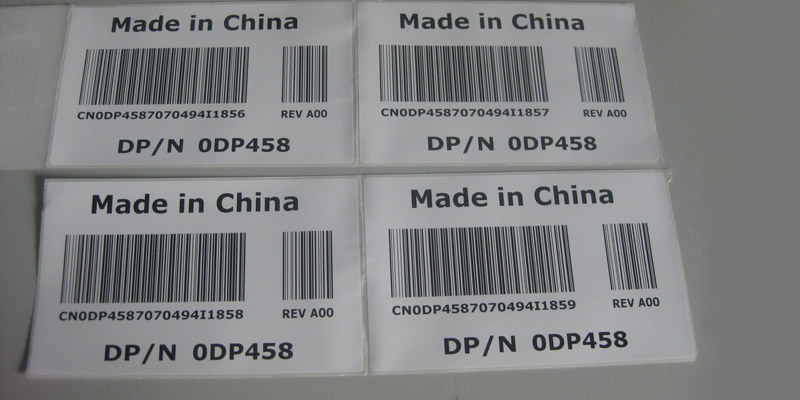 Made in China
CN0DP4587070494I1856 REV A00
DP/N 0DP458
Made in China
CN0DP4587070494I1857 REV A00
DP/N 0DP458
Made in China
CN0DP4587070494I1858 REV A00
DP/N 0DP458
Made in China
CN0DP4587070494I1859 REV A00
DP/N 0DP458